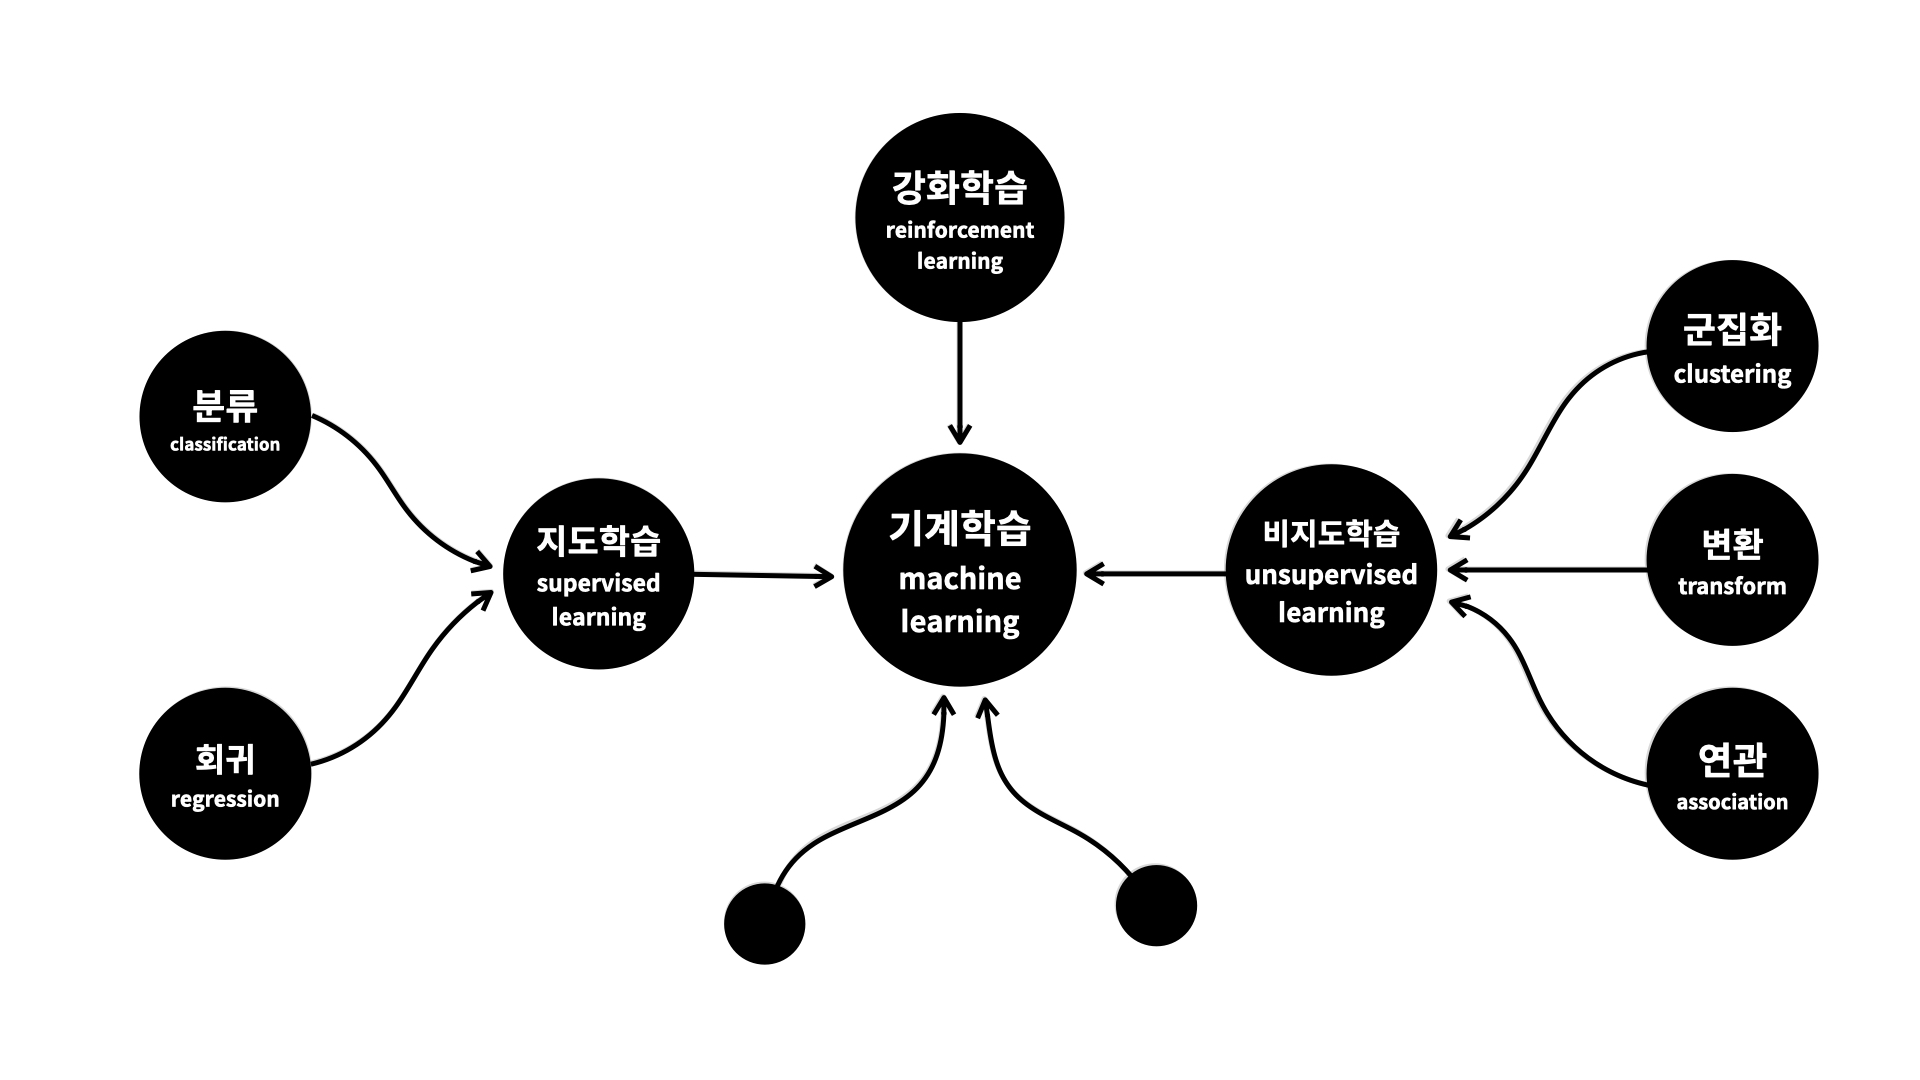 강화학습
reinforcement
learning
분류
classification
회귀
regression
지도학습
supervised
learning
기계학습
machine
learning
비지도학습
unsupervised
learning
군집화
clustering
변환
transform
연관
association